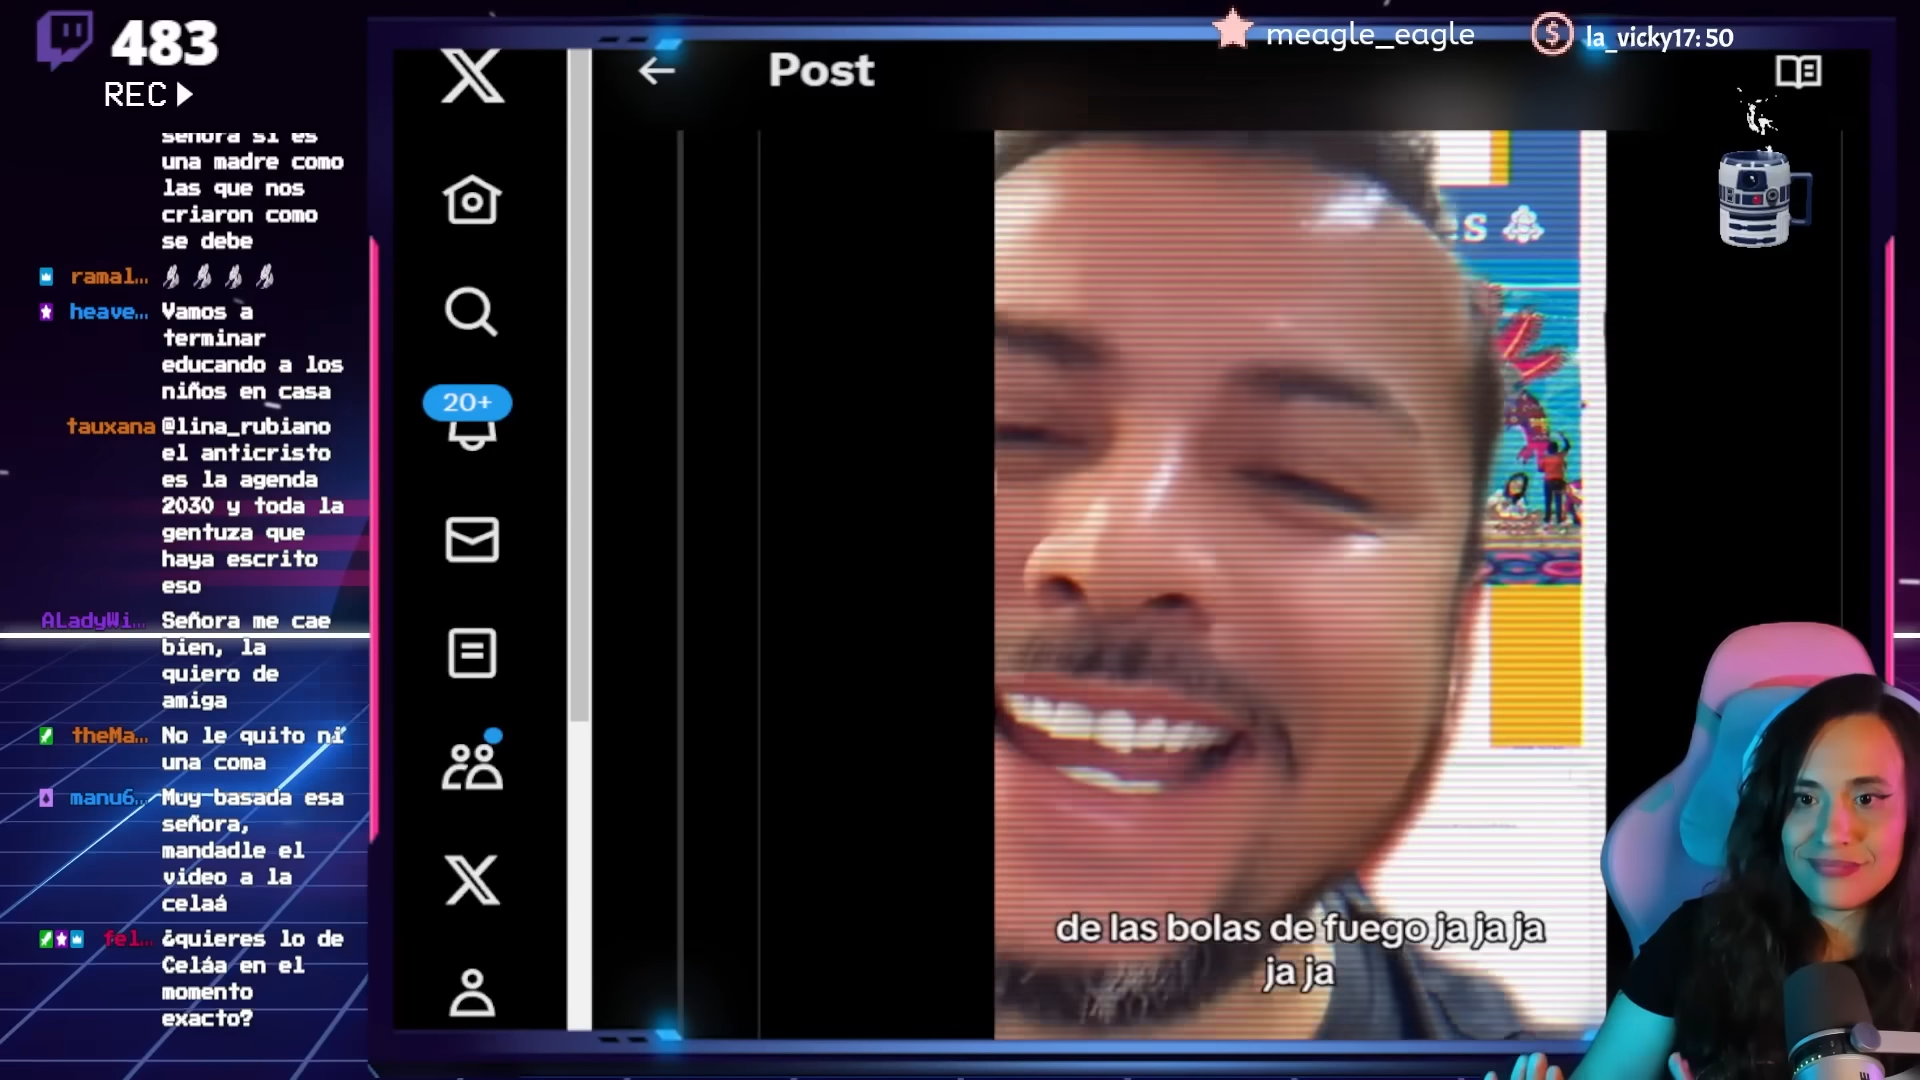 483
REC
señora si es
una madre como
las que nos
criaron como
se debe
ramal...
heave... Vamos a
terminar
educando a los
niños en casa
tauxana @lina_rubiano
el anticristo
es la agenda
2030 y toda la
gentuza que
haya escrito
eso
ALadyWi... Señora me cae
bien, la
quiero de
amiga
theMa... No le quito ni
una coma
manu6... Muy basada esa
señora,
mandadle el
video a la
celaá
fel... ¿quieres lo de
Celáa en el
momento
exacto?
20+
Post
meagle_eagle
la_vicky17: 50
s
de las bolas de fuego ja ja ja
ja ja